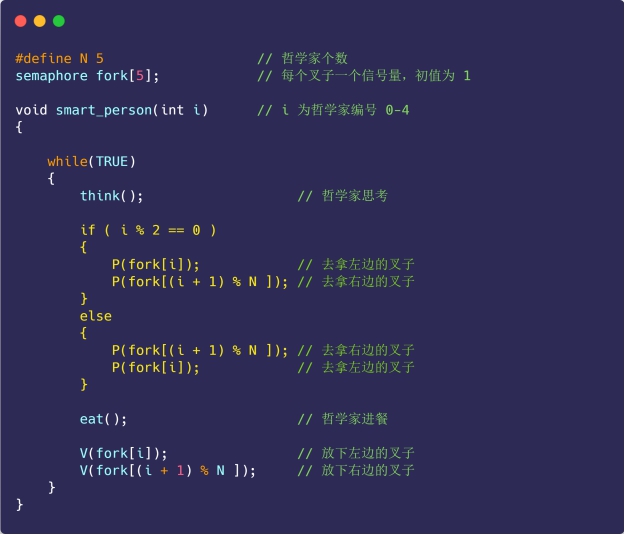 #define N 5 // 哲学家个数
semaphore fork[5]; // 每个叉子一个信号量，初值为 1
void smart_person(int i) // i 为哲学家编号 0-4
{
while(TRUE)
{
think(); // 哲学家思考
if ( i % 2 == 0 )
{
P(fork[i]); // 去拿左边的叉子
P(fork[(i + 1) % N ]); // 去拿右边的叉子
}
else
{
P(fork[(i + 1) % N ]); // 去拿右边的叉子
P(fork[i]); // 去拿左边的叉子
}
eat(); // 哲学家进餐
V(fork[i]); // 放下左边的叉子
V(fork[(i + 1) % N ]); // 放下右边的叉子
}
}